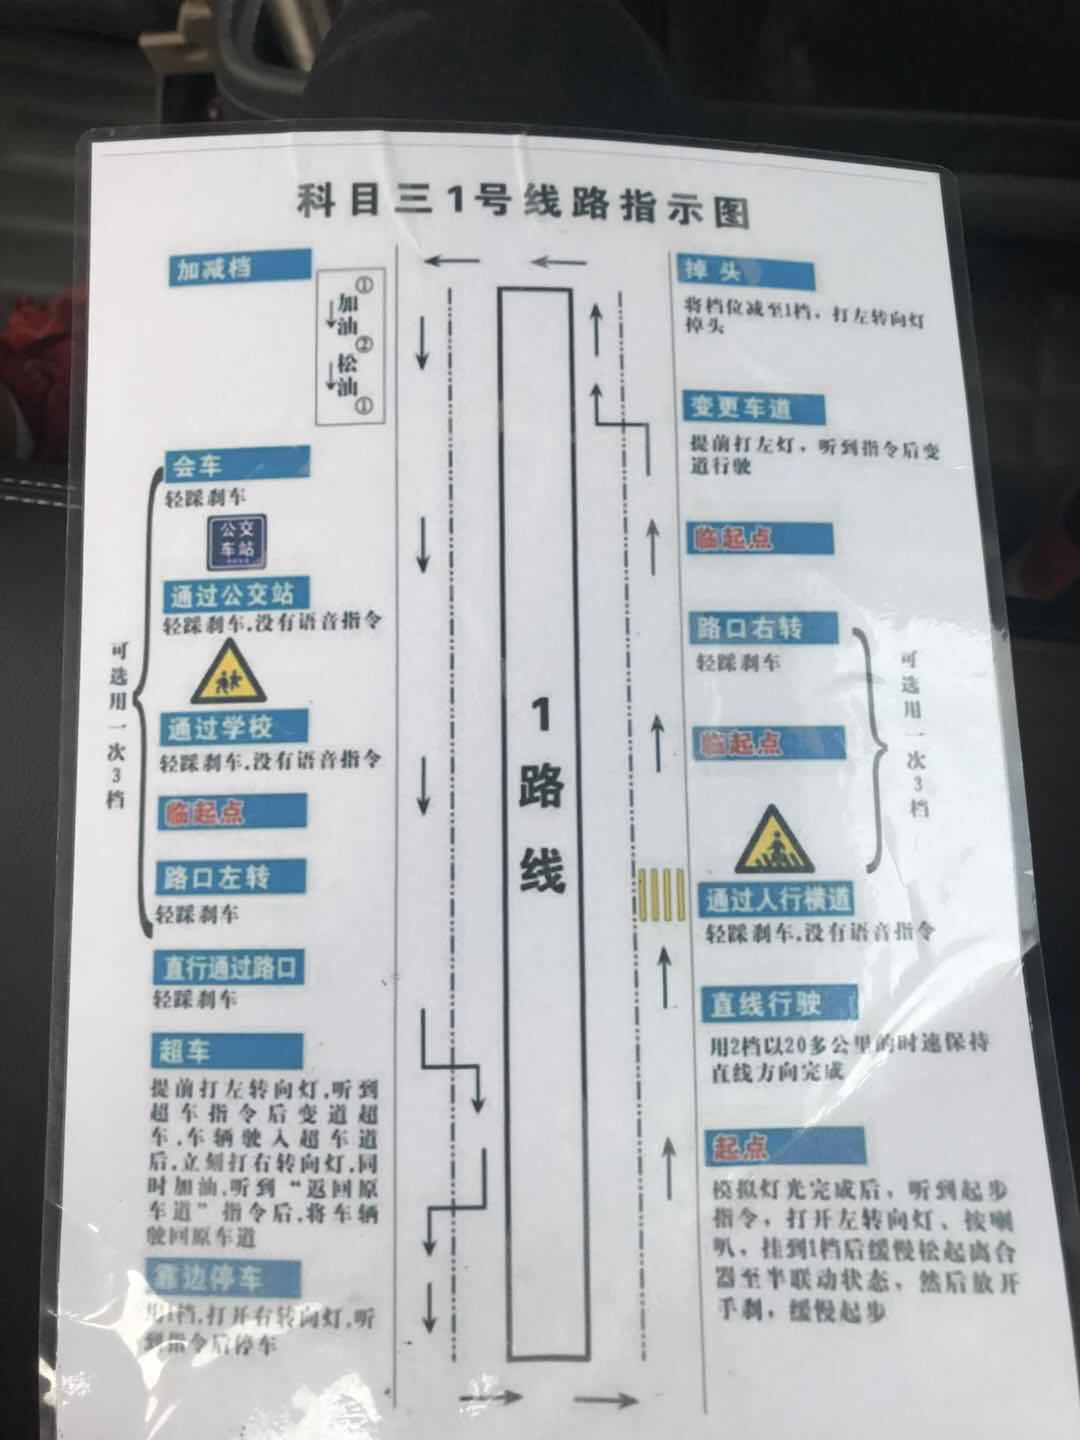 科目三1号线路指示图
加减档
①
加油
②
松油
①
会车
轻踩刹车
公交
车站
通过公交站
轻踩刹车,没有语音指令
通过学校
轻踩刹车,没有语音指令
临起点
路口左转
轻踩刹车
可选用一次3档
直行通过路口
轻踩刹车
超车
提前打左转向灯,听到
超车指令后变道超
车,车辆驶入超车道
后,立刻打右转向灯,同
时加油,听到“返回原
车道”指令后,将车辆
驶回原车道
靠边停车
用1档,打开右转向灯,听
到指令后停车
1路线
掉头
将档位减至1档，打左转向灯
掉头
变更车道
提前打左灯，听到指令后变
道行驶
临起点
路口右转
轻踩刹车
临起点
可选用一次3档
通过人行横道
轻踩刹车,没有语音指令
直线行驶
用2档以20多公里的时速保持
直线方向完成
起点
模拟灯光完成后，听到起步
指令，打开左转向灯、按喇
叭，挂到1档后缓慢松起离合
器至半联动状态，然后放开
手刹，缓慢起步